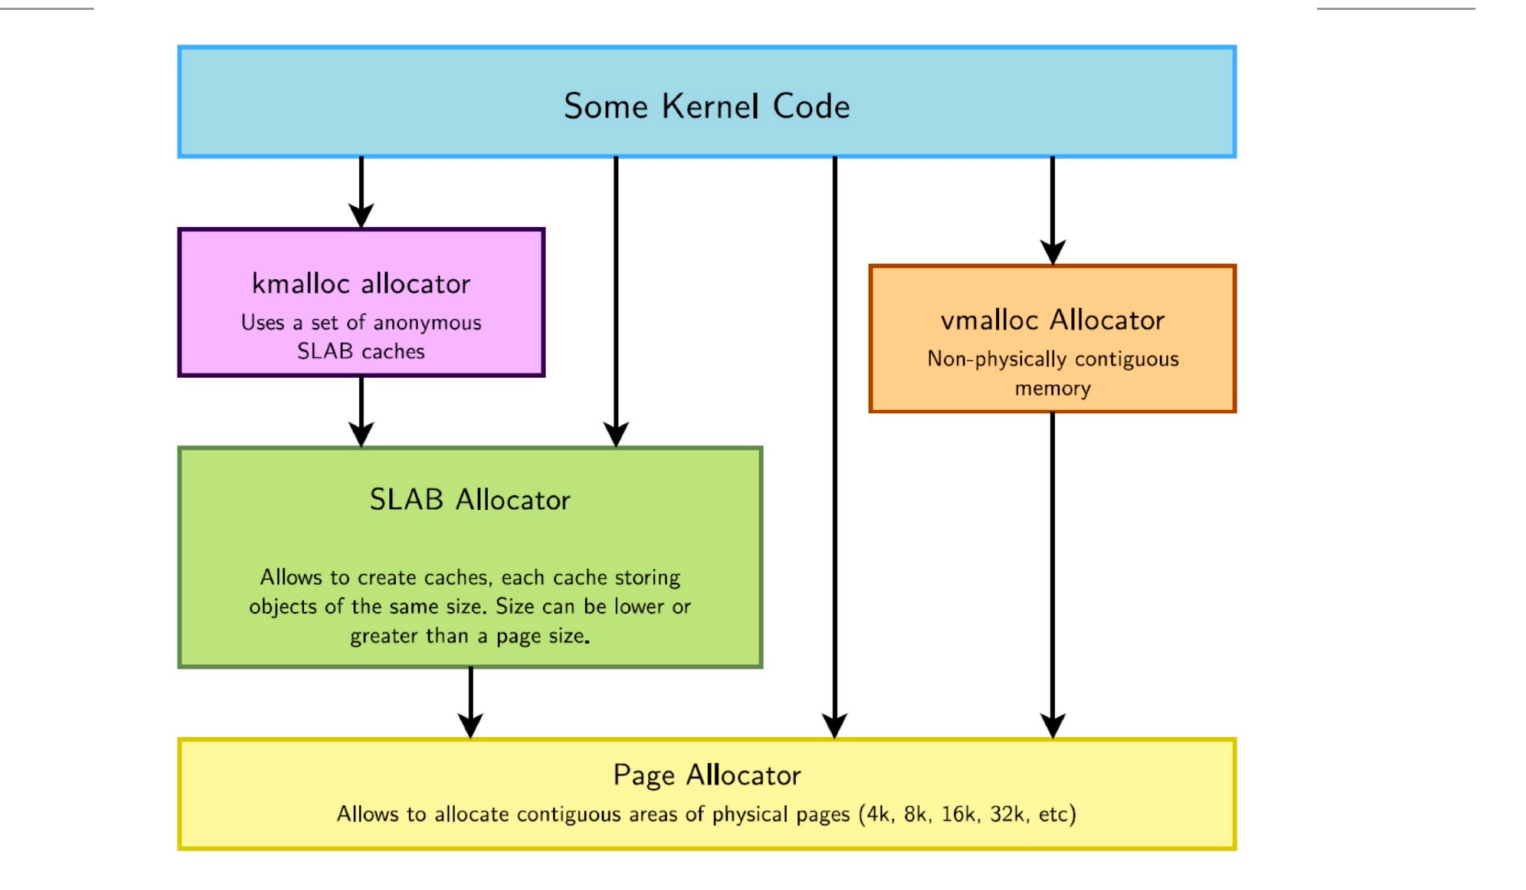 Some Kernel Code
kmalloc allocator
Uses a set of anonymous
SLAB caches
vmalloc Allocator
Non-physically contiguous
memory
SLAB Allocator
Allows to create caches, each cache storing
objects of the same size. Size can be lower or
greater than a page size.
Page Allocator
Allows to allocate contiguous areas of physical pages (4k, 8k, 16k, 32k, etc)